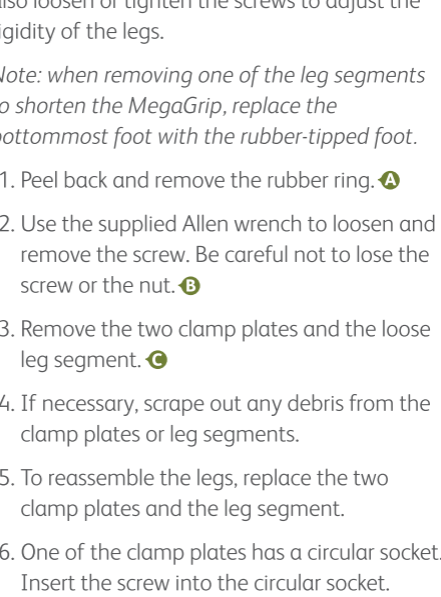 also loosen or tighten the screws to adjust the
rigidity of the legs.
Note: when removing one of the leg segments
to shorten the MegaGrip, replace the
bottommost foot with the rubber-tipped foot.
1. Peel back and remove the rubber ring. A
2. Use the supplied Allen wrench to loosen and
remove the screw. Be careful not to lose the
screw or the nut. B
3. Remove the two clamp plates and the loose
leg segment. C
4. If necessary, scrape out any debris from the
clamp plates or leg segments.
5. To reassemble the legs, replace the two
clamp plates and the leg segment.
6. One of the clamp plates has a circular socket.
Insert the screw into the circular socket.